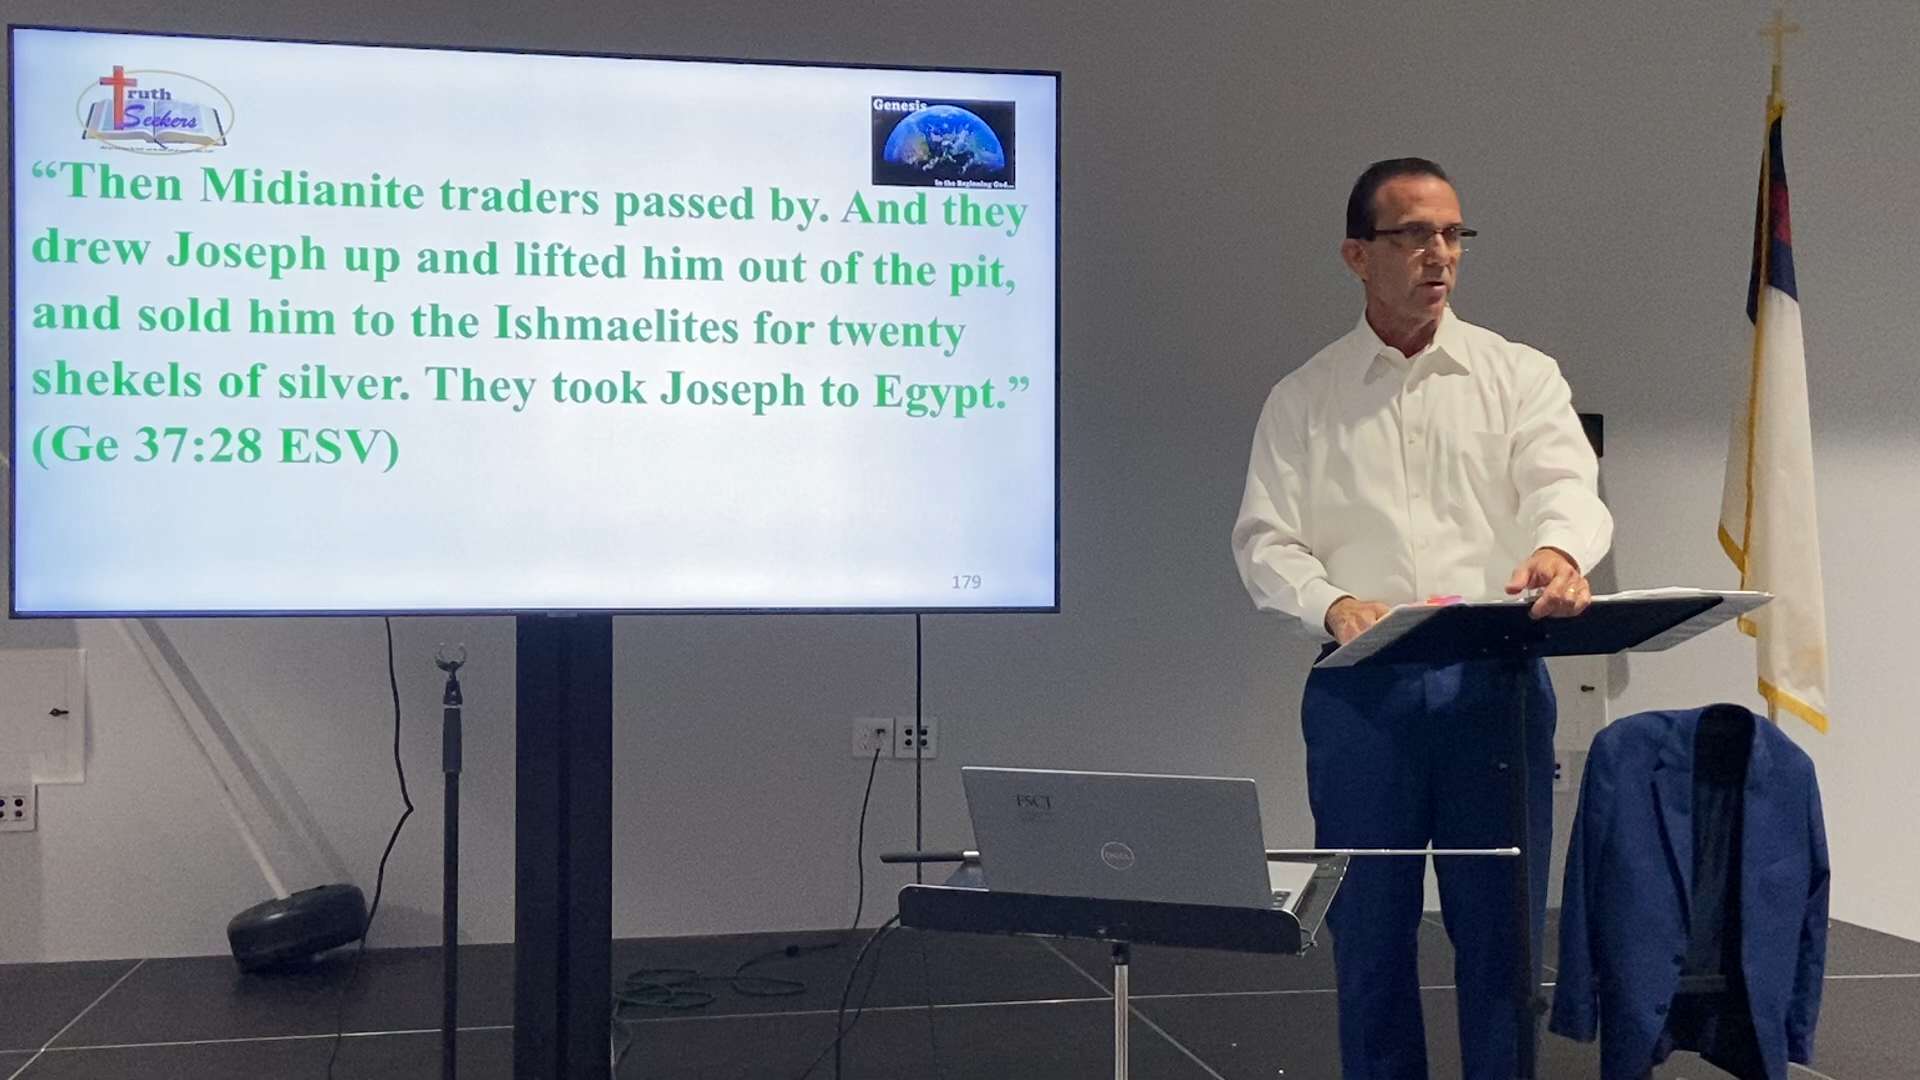 Truth
Seekers
Genesis
In the Beginning God...
“Then Midianite traders passed by. And they
drew Joseph up and lifted him out of the pit,
and sold him to the Ishmaelites for twenty
shekels of silver. They took Joseph to Egypt.”
(Ge 37:28 ESV)
179
FSCJ
DELL